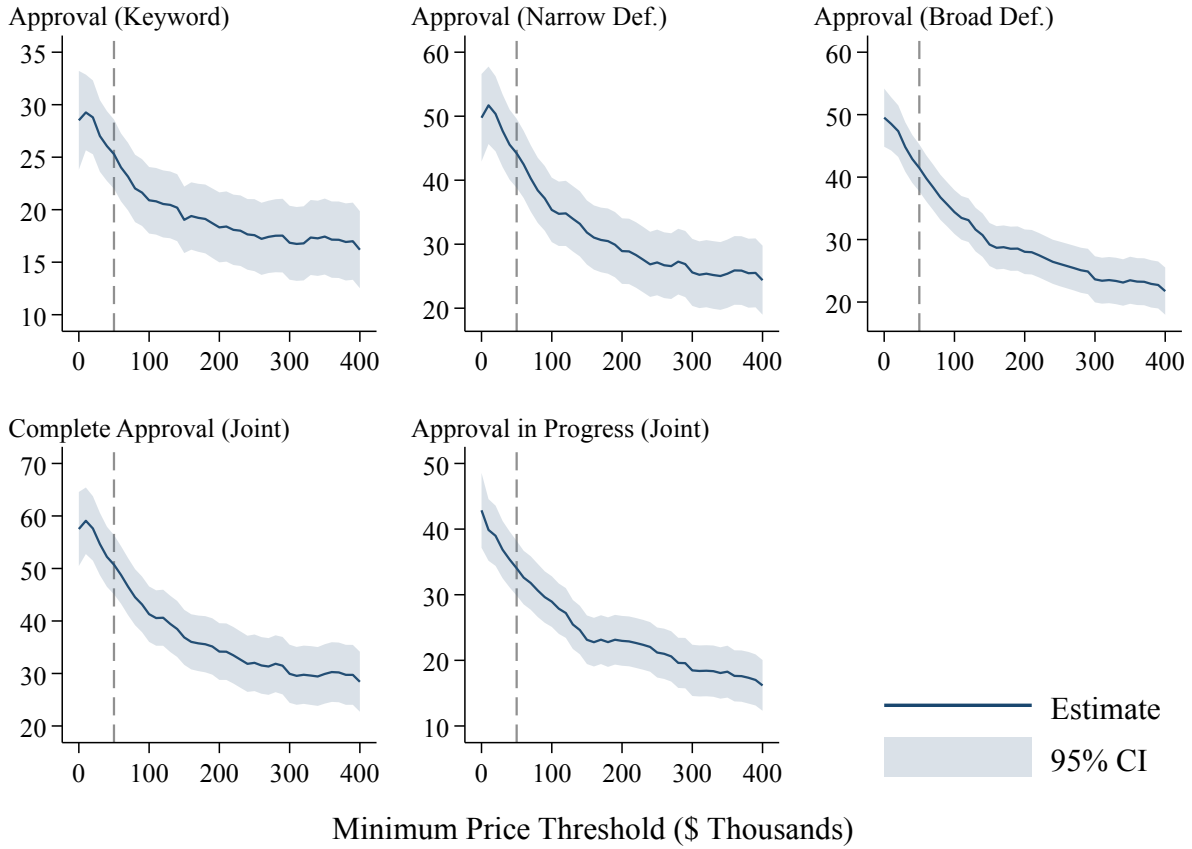 Approval (Keyword)
35
30
25
20
15
10
0 100 200 300 400
Approval (Narrow Def.)
60
50
40
30
20
0 100 200 300 400
Approval (Broad Def.)
60
50
40
30
20
0 100 200 300 400
Complete Approval (Joint)
70
60
50
40
30
20
0 100 200 300 400
Approval in Progress (Joint)
50
40
30
20
10
0 100 200 300 400
Estimate
95% CI
Minimum Price Threshold ($ Thousands)